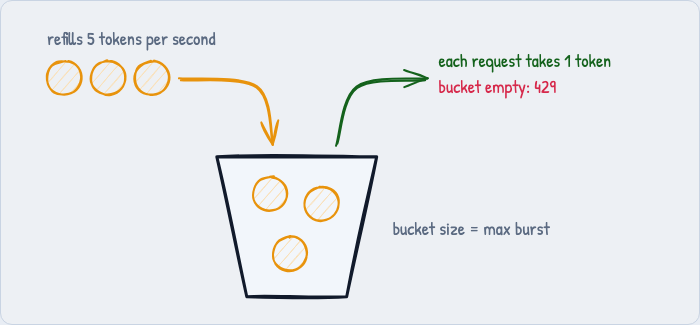 refills 5 tokens per second
each request takes 1 token
bucket empty: 429
bucket size = max burst